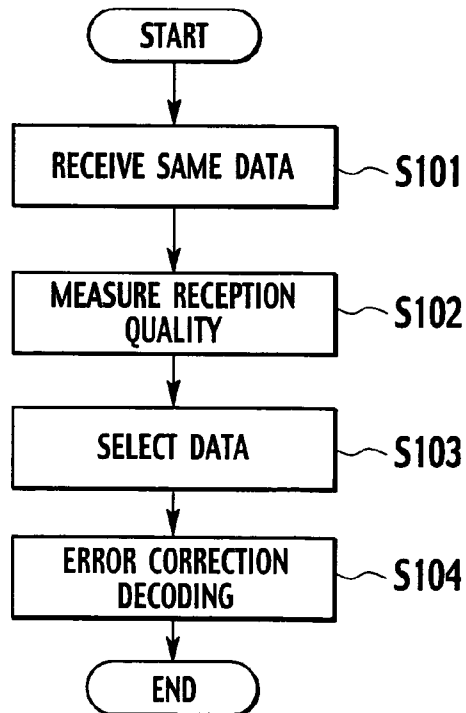 START
RECEIVE SAME DATA
S101
MEASURE RECEPTION
QUALITY
S102
SELECT DATA
S103
ERROR CORRECTION
DECODING
S104
END